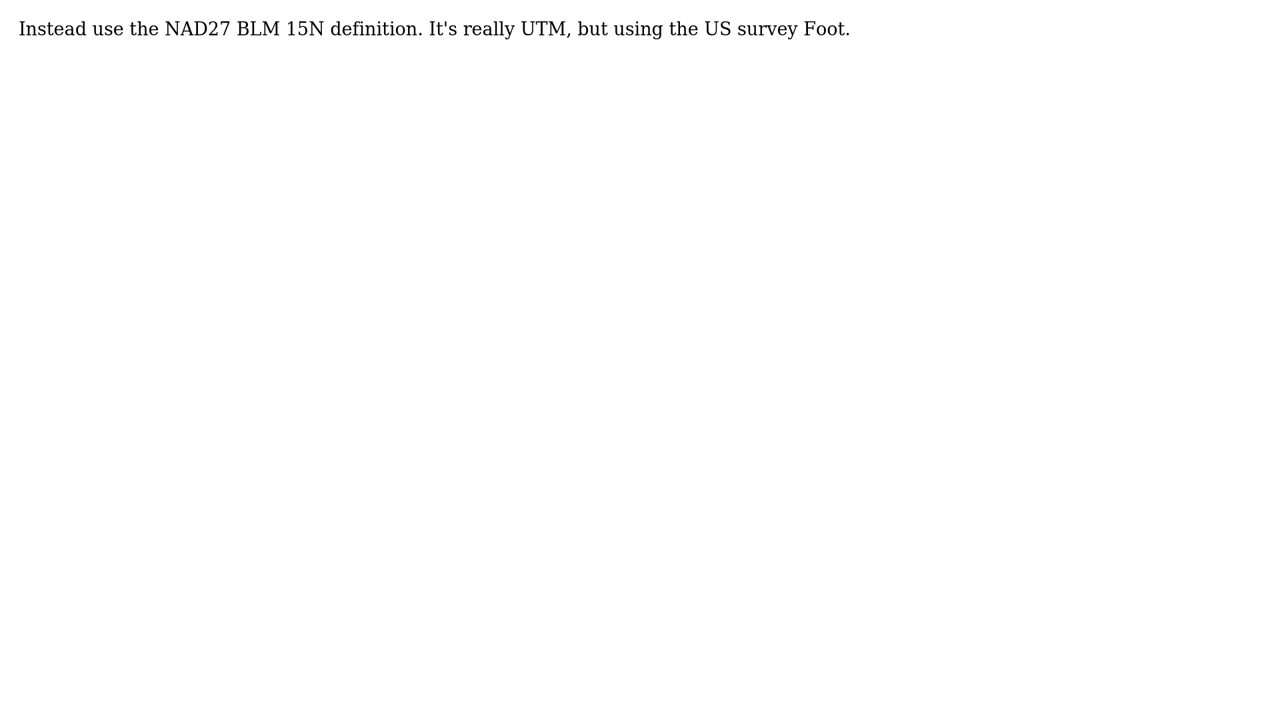 Instead use the NAD27 BLM 15N definition. It's really UTM, but using the US survey Foot.